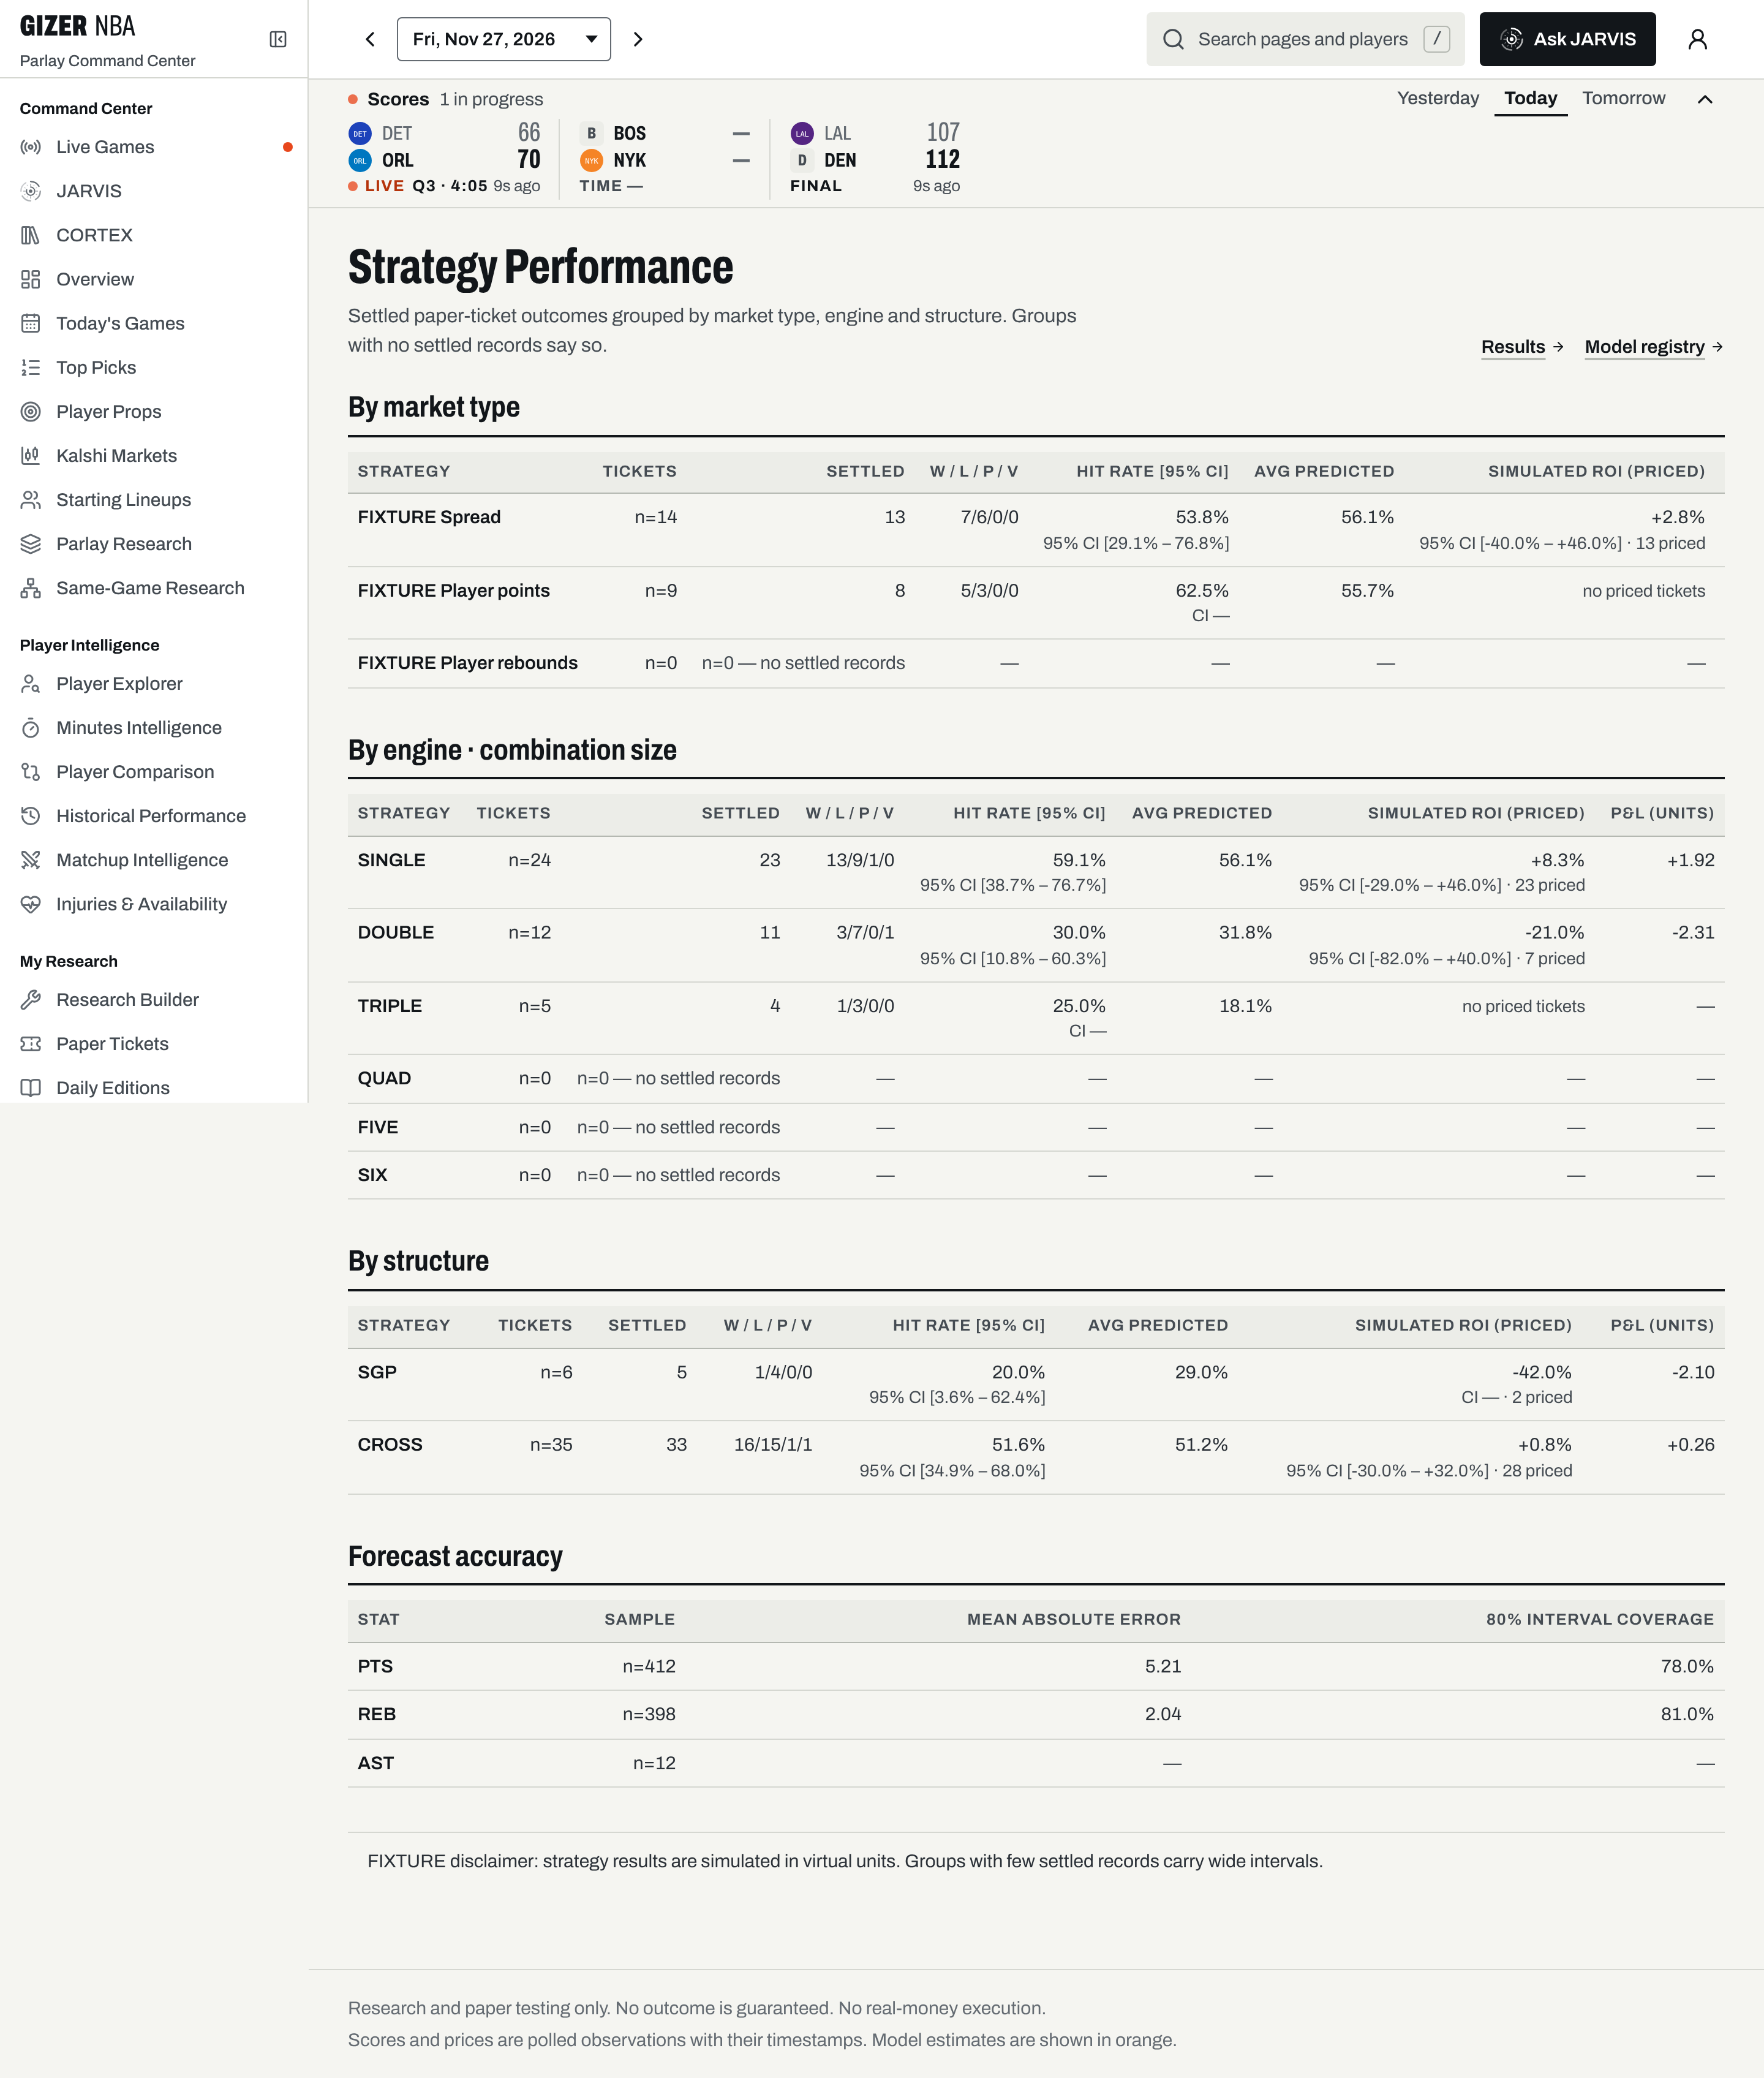 GIZER NBA
Parlay Command Center
Fri, Nov 27, 2026
Search pages and players /
Ask JARVIS
Command Center
Live Games
JARVIS
CORTEX
Overview
Today's Games
Top Picks
Player Props
Kalshi Markets
Starting Lineups
Parlay Research
Same-Game Research
Player Intelligence
Player Explorer
Minutes Intelligence
Player Comparison
Historical Performance
Matchup Intelligence
Injuries & Availability
My Research
Research Builder
Paper Tickets
Daily Editions
Scores 1 in progress
Yesterday Today Tomorrow
DET DET 66
ORL ORL 70
LIVE Q3 · 4:05 9s ago
B BOS —
NYK NYK —
TIME —
LAL LAL 107
D DEN 112
FINAL 9s ago
Strategy Performance
Settled paper-ticket outcomes grouped by market type, engine and structure. Groups
with no settled records say so.
Results → Model registry →
By market type
STRATEGY TICKETS SETTLED W / L / P / V HIT RATE [95% CI] AVG PREDICTED SIMULATED ROI (PRICED)
FIXTURE Spread n=14 13 7/6/0/0 53.8% 56.1% +2.8%
95% CI [29.1% – 76.8%] 95% CI [-40.0% – +46.0%] · 13 priced
FIXTURE Player points n=9 8 5/3/0/0 62.5% 55.7% no priced tickets
CI —
FIXTURE Player rebounds n=0 n=0 — no settled records — — — —
By engine · combination size
STRATEGY TICKETS SETTLED W / L / P / V HIT RATE [95% CI] AVG PREDICTED SIMULATED ROI (PRICED) P&L (UNITS)
SINGLE n=24 23 13/9/1/0 59.1% 56.1% +8.3% +1.92
95% CI [38.7% – 76.7%] 95% CI [-29.0% – +46.0%] · 23 priced
DOUBLE n=12 11 3/7/0/1 30.0% 31.8% -21.0% -2.31
95% CI [10.8% – 60.3%] 95% CI [-82.0% – +40.0%] · 7 priced
TRIPLE n=5 4 1/3/0/0 25.0% 18.1% no priced tickets —
CI —
QUAD n=0 n=0 — no settled records — — — — —
FIVE n=0 n=0 — no settled records — — — — —
SIX n=0 n=0 — no settled records — — — — —
By structure
STRATEGY TICKETS SETTLED W / L / P / V HIT RATE [95% CI] AVG PREDICTED SIMULATED ROI (PRICED) P&L (UNITS)
SGP n=6 5 1/4/0/0 20.0% 29.0% -42.0% -2.10
95% CI [3.6% – 62.4%] CI — · 2 priced
CROSS n=35 33 16/15/1/1 51.6% 51.2% +0.8% +0.26
95% CI [34.9% – 68.0%] 95% CI [-30.0% – +32.0%] · 28 priced
Forecast accuracy
STAT SAMPLE MEAN ABSOLUTE ERROR 80% INTERVAL COVERAGE
PTS n=412 5.21 78.0%
REB n=398 2.04 81.0%
AST n=12 — —
FIXTURE disclaimer: strategy results are simulated in virtual units. Groups with few settled records carry wide intervals.
Research and paper testing only. No outcome is guaranteed. No real-money execution.
Scores and prices are polled observations with their timestamps. Model estimates are shown in orange.